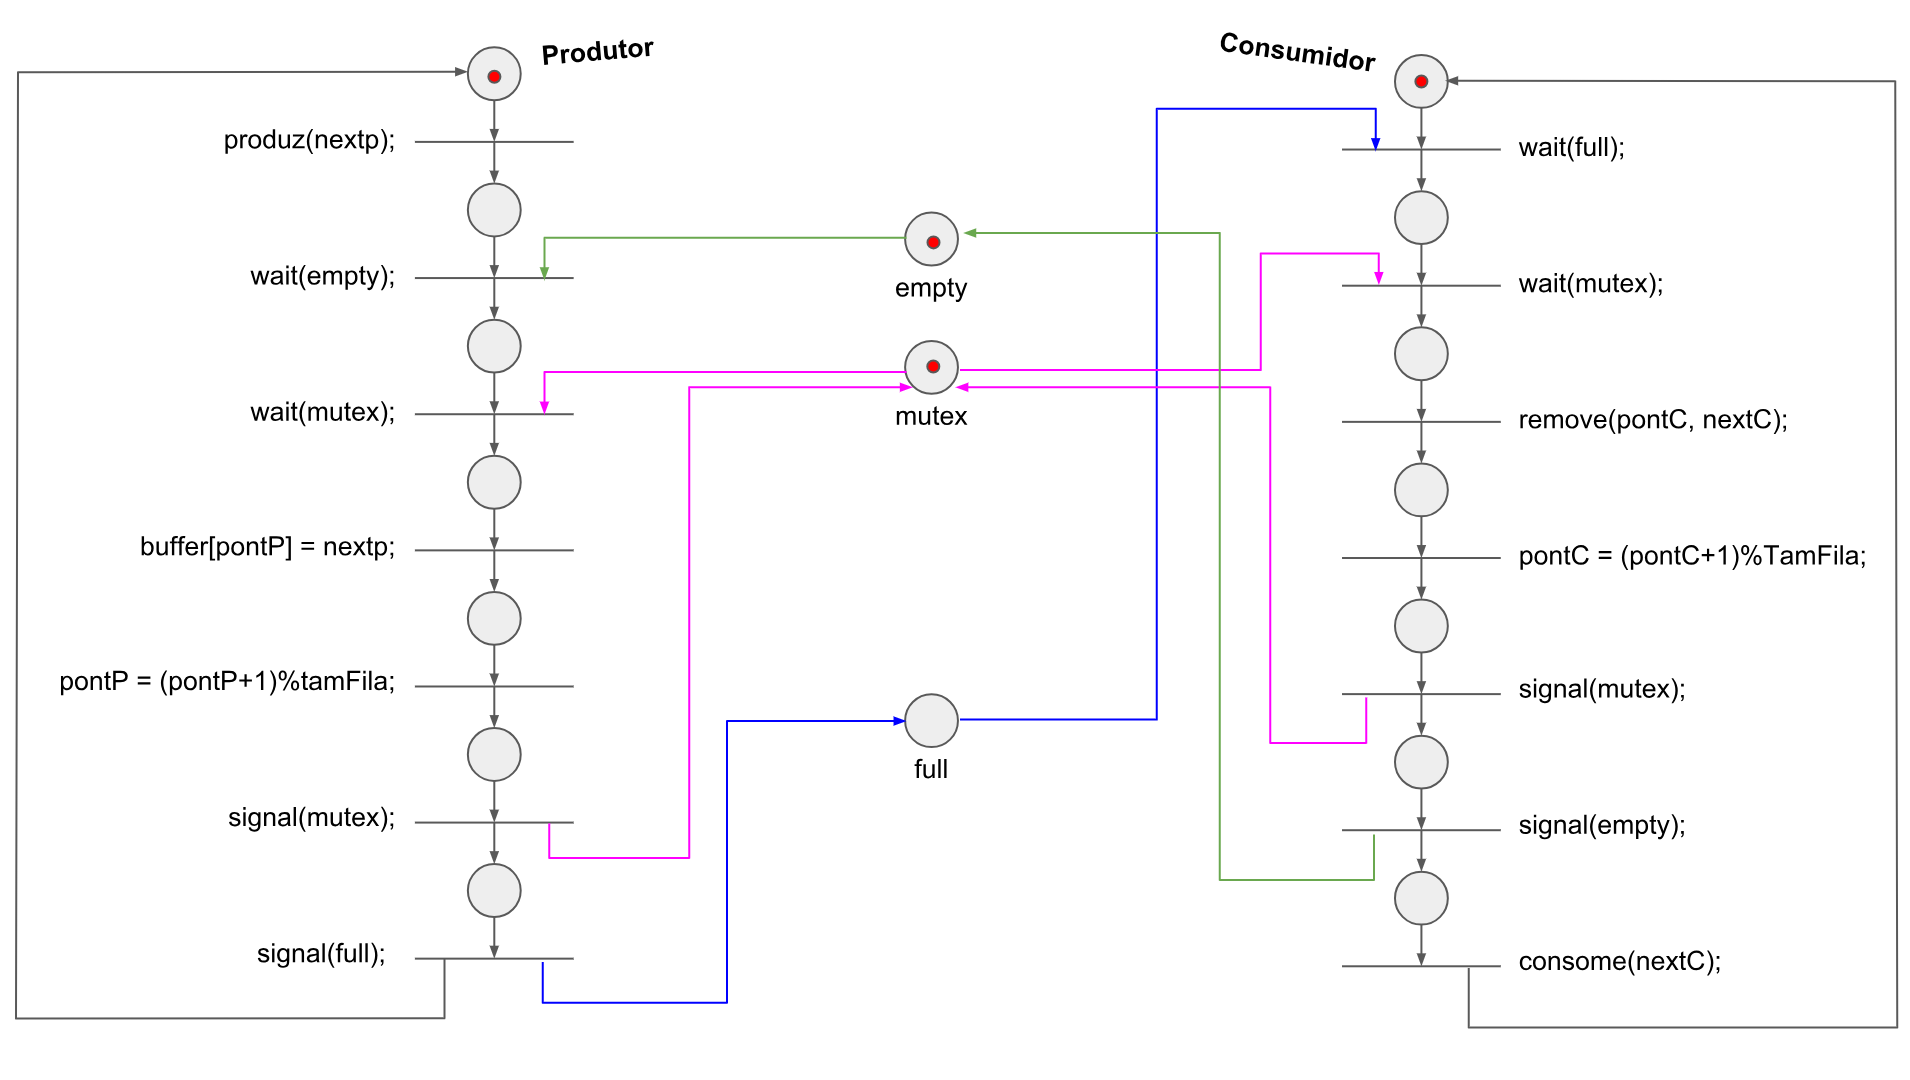 Produtor
produz(nextp);
wait(empty);
wait(mutex);
buffer[pontP] = nextp;
pontP = (pontP+1)%tamFila;
signal(mutex);
signal(full);
empty
mutex
full
Consumidor
wait(full);
wait(mutex);
remove(pontC, nextC);
pontC = (pontC+1)%TamFila;
signal(mutex);
signal(empty);
consome(nextC);